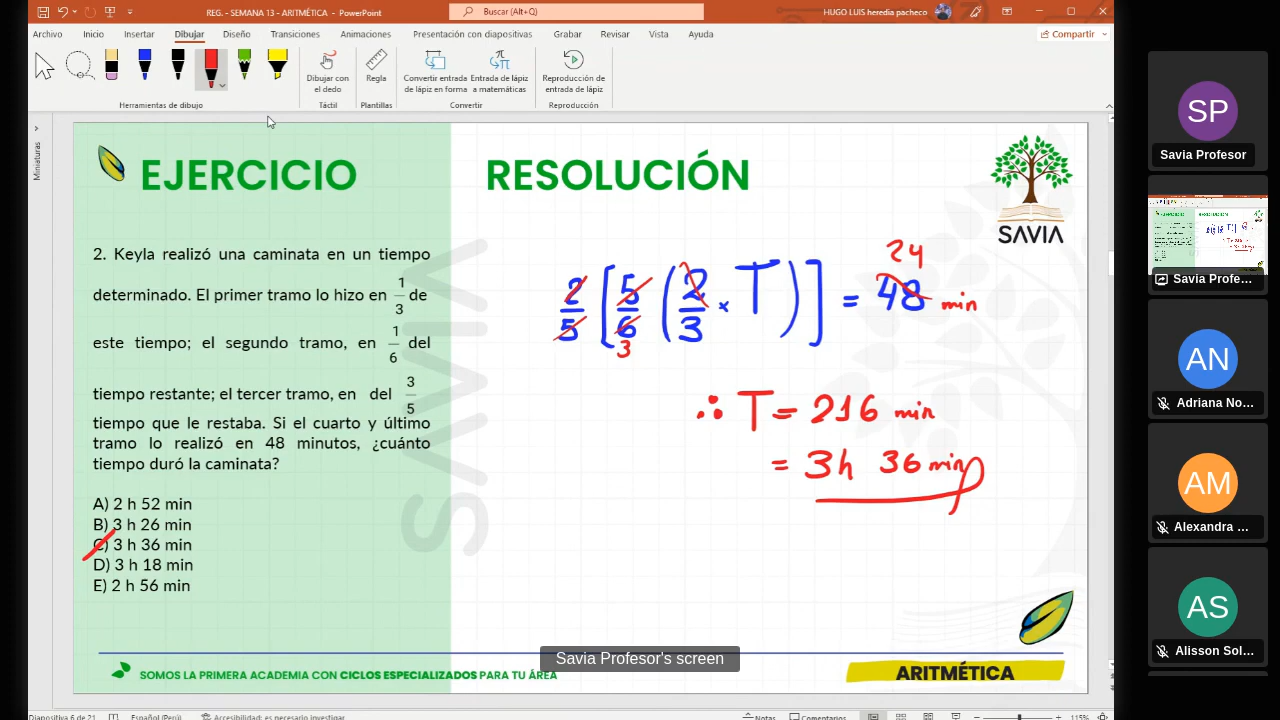 REG. - SEMANA 13 - ARITMÉTICA - PowerPoint
Buscar (Alt+Q)
HUGO LUIS heredia pacheco
Archivo Inicio Insertar Dibujar Diseño Transiciones Animaciones Presentación con diapositivas Grabar Revisar Vista Ayuda
Compartir
Dibujar con el dedo
Regla
Convertir entrada de lápiz en forma
Entrada de lápiz a matemáticas
Reproducción de entrada de lápiz
Herramientas de dibujo Táctil Plantillas Convertir Reproducción
Miniaturas
EJERCICIO
RESOLUCIÓN
SAVIA
2. Keyla realizó una caminata en un tiempo
determinado. El primer tramo lo hizo en 1/3 de
este tiempo; el segundo tramo, en 1/6 del
tiempo restante; el tercer tramo, en del 3/5
tiempo que le restaba. Si el cuarto y último
tramo lo realizó en 48 minutos, ¿cuánto
tiempo duró la caminata?
A) 2 h 52 min
B) 3 h 26 min
C) 3 h 36 min
D) 3 h 18 min
E) 2 h 56 min
SAVIA
24
2/5 [5/6 (2/3 × T)] = 48 min
3
∴ T = 216 min
= 3h 36 min
SOMOS LA PRIMERA ACADEMIA CON CICLOS ESPECIALIZADOS PARA TU ÁREA
ARITMÉTICA
Savia Profesor's screen
Diapositiva 6 de 21 Español (Perú) Accesibilidad: es necesario investigar
Notas Comentarios 115%
SP
Savia Profesor
Savia Profe...
AN
Adriana No...
AM
Alexandra ...
AS
Alisson Sol...